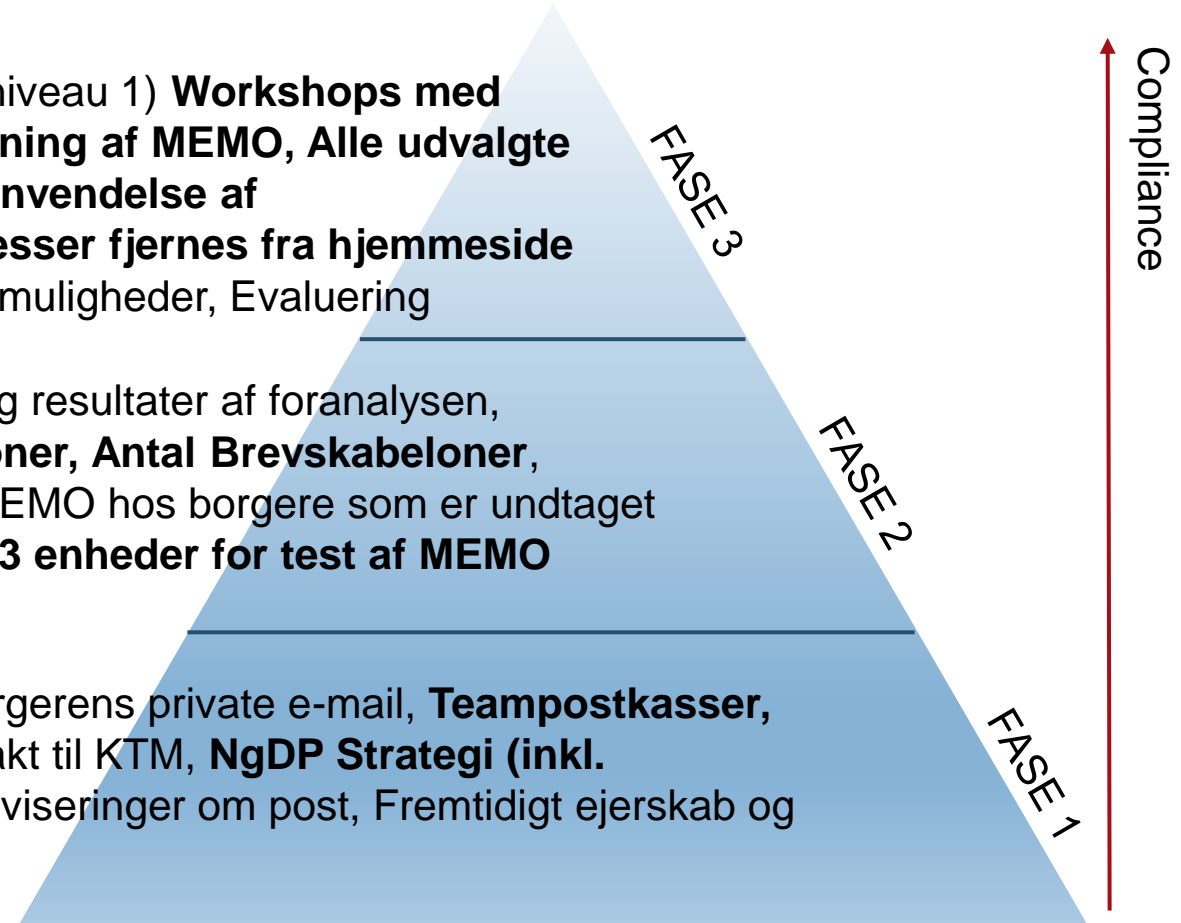 niveau 1) Workshops med
ning af MEMO, Alle udvalgte
nvendelse af
esser fjernes fra hjemmeside
muligheder, Evaluering
FASE 3
Compliance
g resultater af foranalysen,
oner, Antal Brevskabeloner,
EMO hos borgere som er undtaget
3 enheder for test af MEMO
FASE 2
rgerens private e-mail, Teampostkasser,
akt til KTM, NgDP Strategi (inkl.
viseringer om post, Fremtidigt ejerskab og
FASE 1